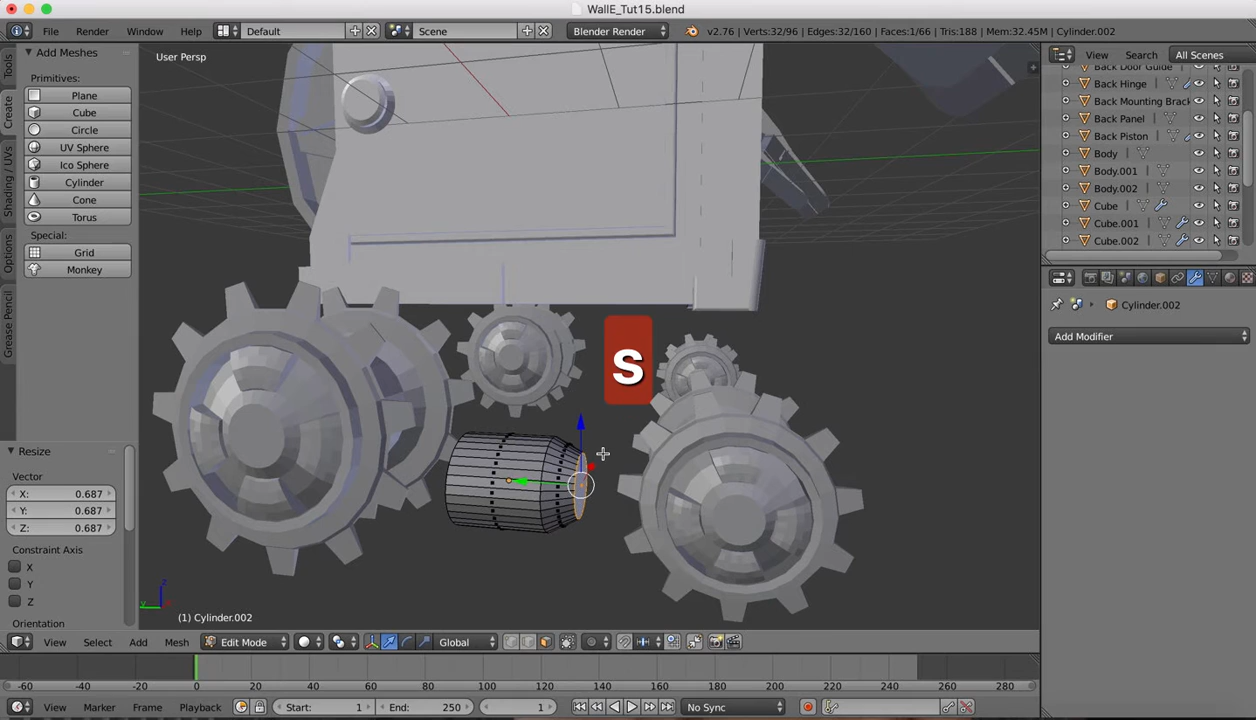 WallE_Tut15.blend
File Render Window Help Default Scene Blender Render v2.76 | Verts:32/96 | Edges:32/160 | Faces:1/66 | Tris:188 | Mem:32.45M | Cylinder.002
Tools
Create
Shading / UVs
Options
Grease Pencil
Add Meshes
Primitives:
Plane
Cube
Circle
UV Sphere
Ico Sphere
Cylinder
Cone
Torus
Special:
Grid
Monkey
Resize
Vector
X: 0.687
Y: 0.687
Z: 0.687
Constraint Axis
X
Y
Z
Orientation
User Persp
S
z
y
(1) Cylinder.002
View Select Add Mesh Edit Mode Global
View Search All Scenes
Back Door Guide
Back Hinge
Back Mounting Brack
Back Panel
Back Piston
Body
Body.001
Body.002
Cube
Cube.001
Cube.002
Cylinder.002
Add Modifier
-60 -40 -20 0 20 40 60 80 100 120 140 160 180 200 220 240 260 280
View Marker Frame Playback Start: 1 End: 250 1 No Sync